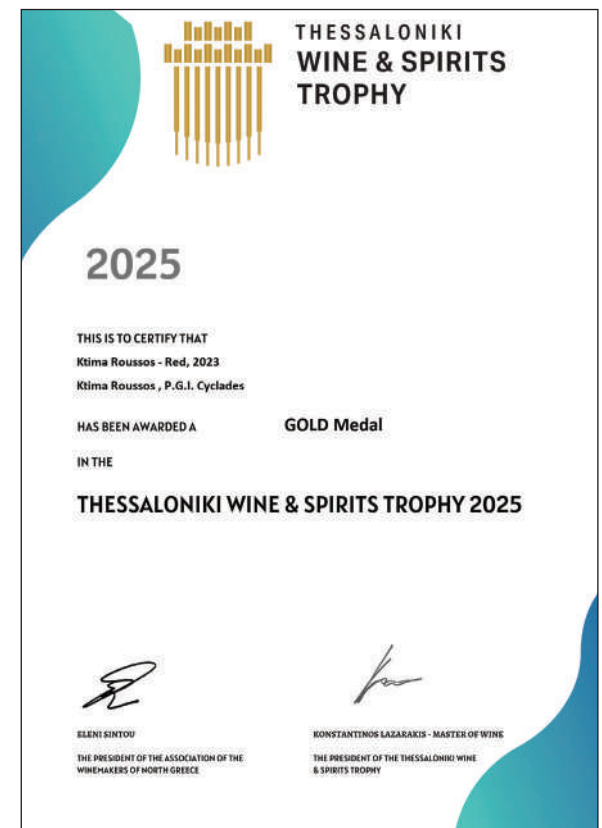 THESSALONIKI
WINE & SPIRITS
TROPHY
2025
THIS IS TO CERTIFY THAT
Ktima Roussos - Red, 2023
Ktima Roussos , P.G.I. Cyclades
HAS BEEN AWARDED A GOLD Medal
IN THE
THESSALONIKI WINE & SPIRITS TROPHY 2025
ELENI SINTOU
THE PRESIDENT OF THE ASSOCIATION OF THE
WINEMAKERS OF NORTH GREECE
KONSTANTINOS LAZARAKIS - MASTER OF WINE
THE PRESIDENT OF THE THESSALONIKI WINE
& SPIRITS TROPHY